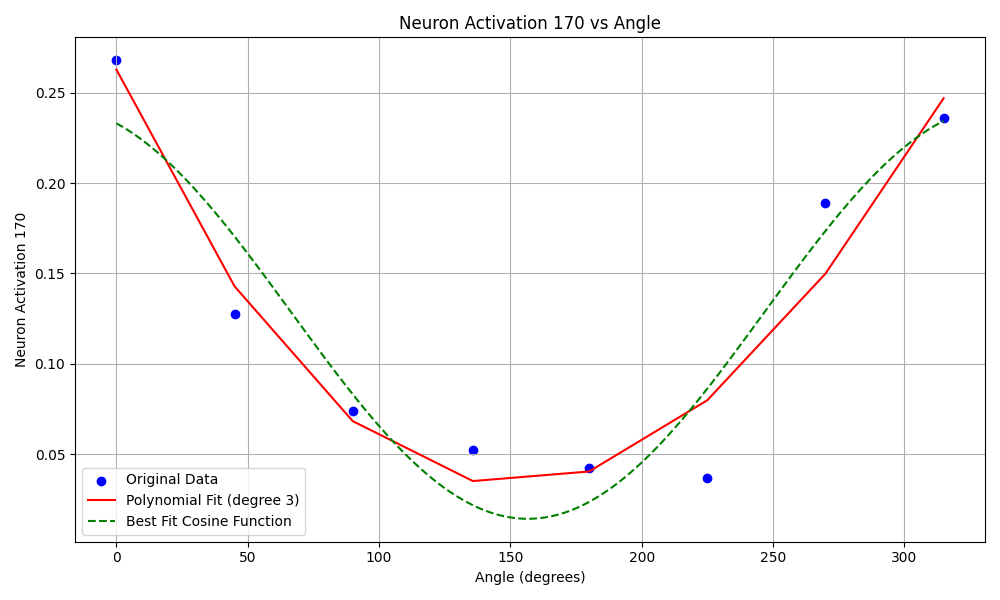 Neuron Activation 170 vs Angle
Neuron Activation 170
0.25
0.20
0.15
0.10
0.05
Original Data
Polynomial Fit (degree 3)
Best Fit Cosine Function
0 50 100 150 200 250 300
Angle (degrees)